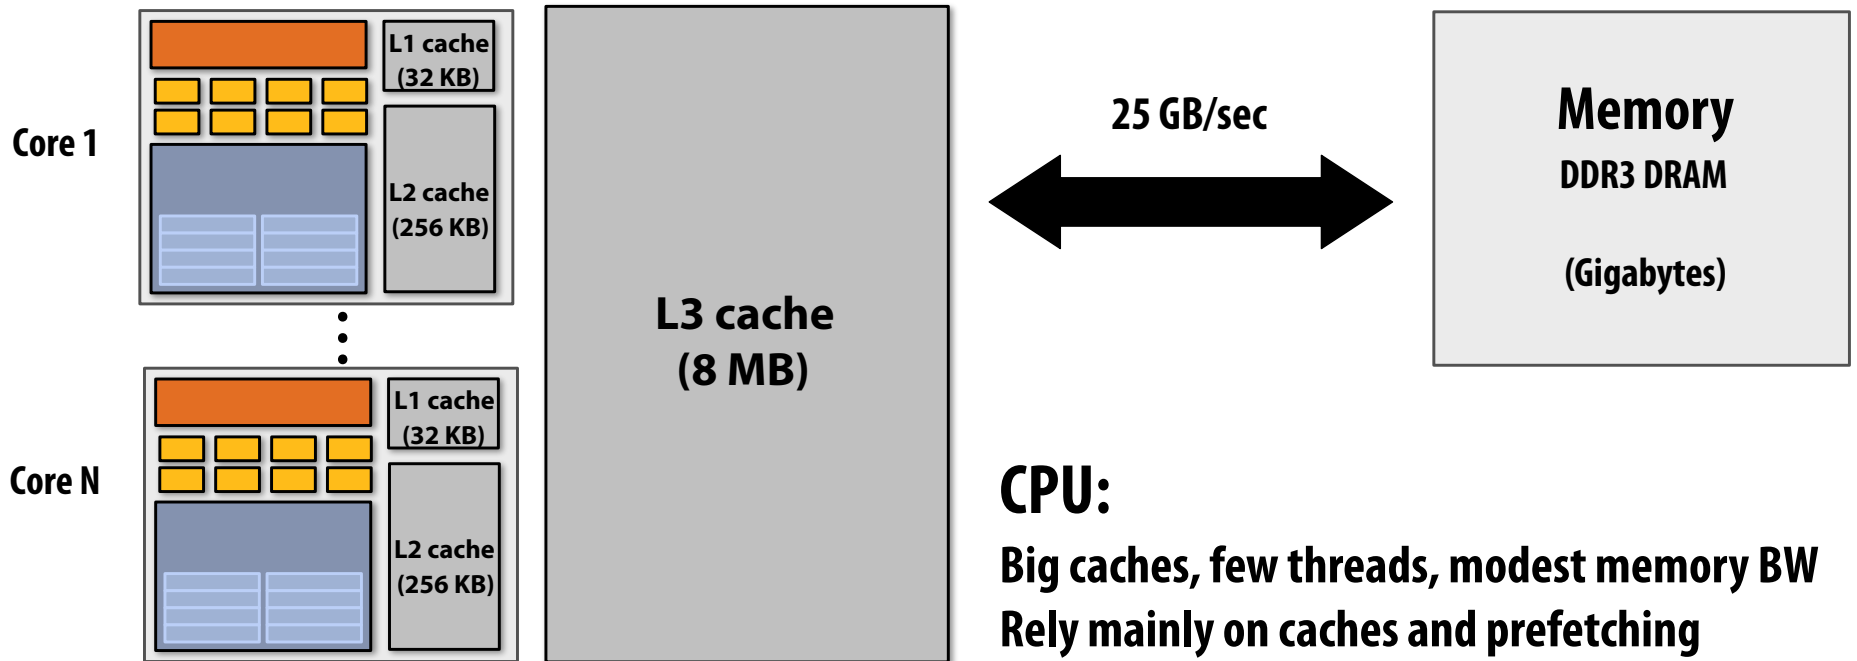 Core 1
L1 cache
(32 KB)
L2 cache
(256 KB)
Core N
L1 cache
(32 KB)
L2 cache
(256 KB)
L3 cache
(8 MB)
25 GB/sec
Memory
DDR3 DRAM
(Gigabytes)
CPU:
Big caches, few threads, modest memory BW
Rely mainly on caches and prefetching